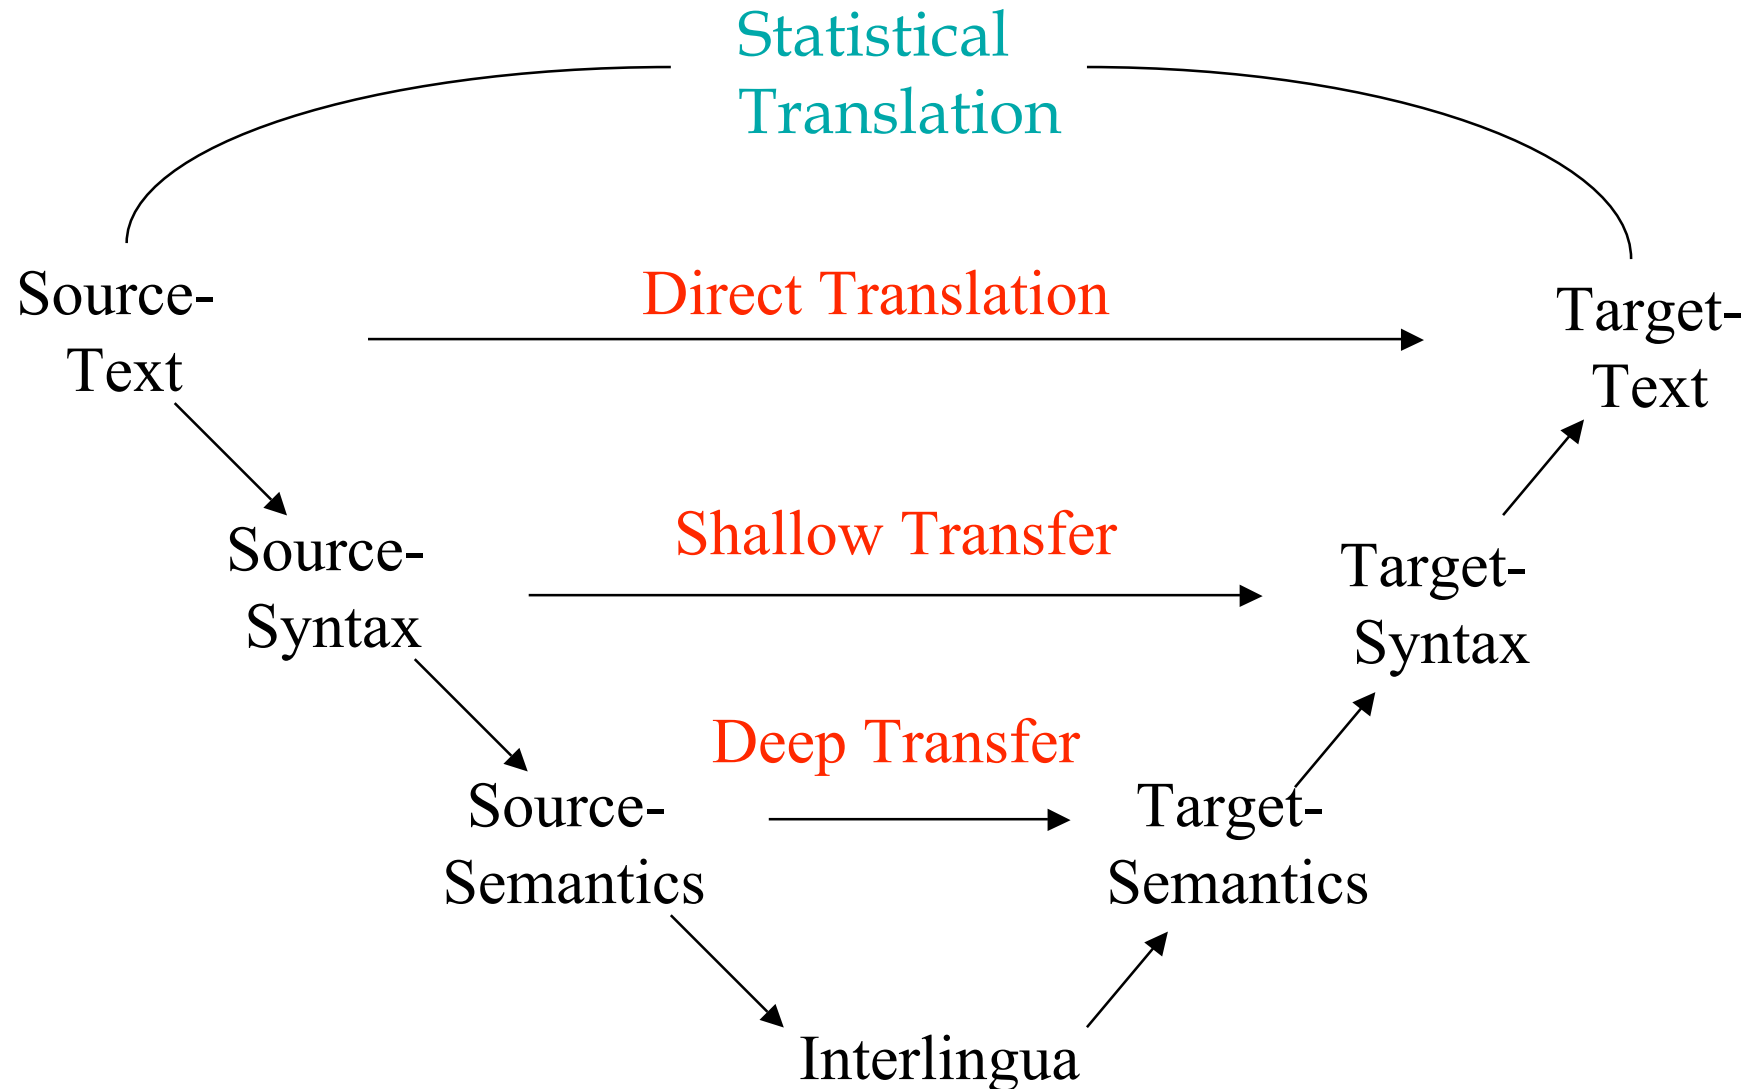 Statistical
Translation
Source-
Text
Direct Translation
Target-
Text
Source-
Syntax
Shallow Transfer
Target-
Syntax
Source-
Semantics
Deep Transfer
Target-
Semantics
Interlingua